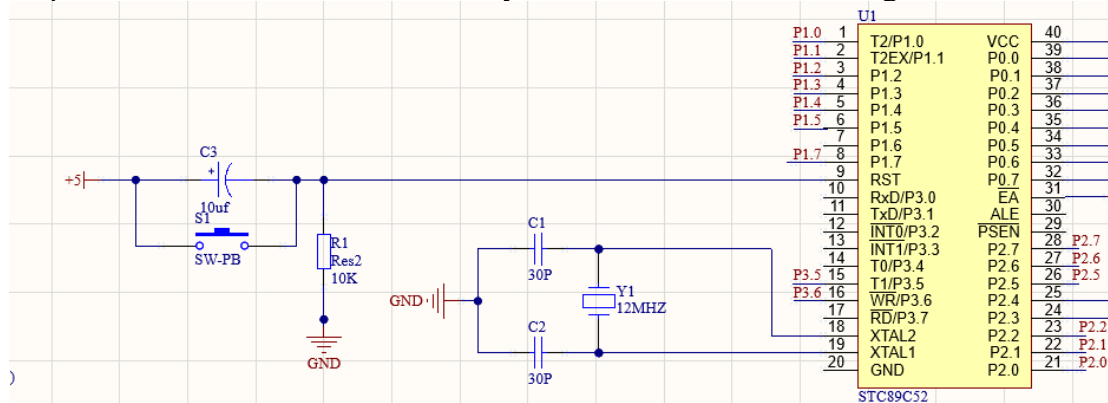 U1
P1.0 1 T2/P1.0 VCC 40
P1.1 2 T2EX/P1.1 P0.0 39
P1.2 3 P1.2 P0.1 38
P1.3 4 P1.3 P0.2 37
P1.4 5 P1.4 P0.3 36
P1.5 6 P1.5 P0.4 35
7 P1.6 P0.5 34
P1.7 8 P1.7 P0.6 33
9 RST P0.7 32
10 RxD/P3.0 EA 31
11 TxD/P3.1 ALE 30
12 INT0/P3.2 PSEN 29
13 INT1/P3.3 P2.7 28 P2.7
14 T0/P3.4 P2.6 27 P2.6
P3.5 15 T1/P3.5 P2.5 26 P2.5
P3.6 16 WR/P3.6 P2.4 25
17 RD/P3.7 P2.3 24
18 XTAL2 P2.2 23 P2.2
19 XTAL1 P2.1 22 P2.1
20 GND P2.0 21 P2.0
STC89C52
C3
+5
+
10uf
S1
SW-PB
R1
Res2
10K
GND
C1
30P
GND
Y1
12MHZ
C2
30P
)